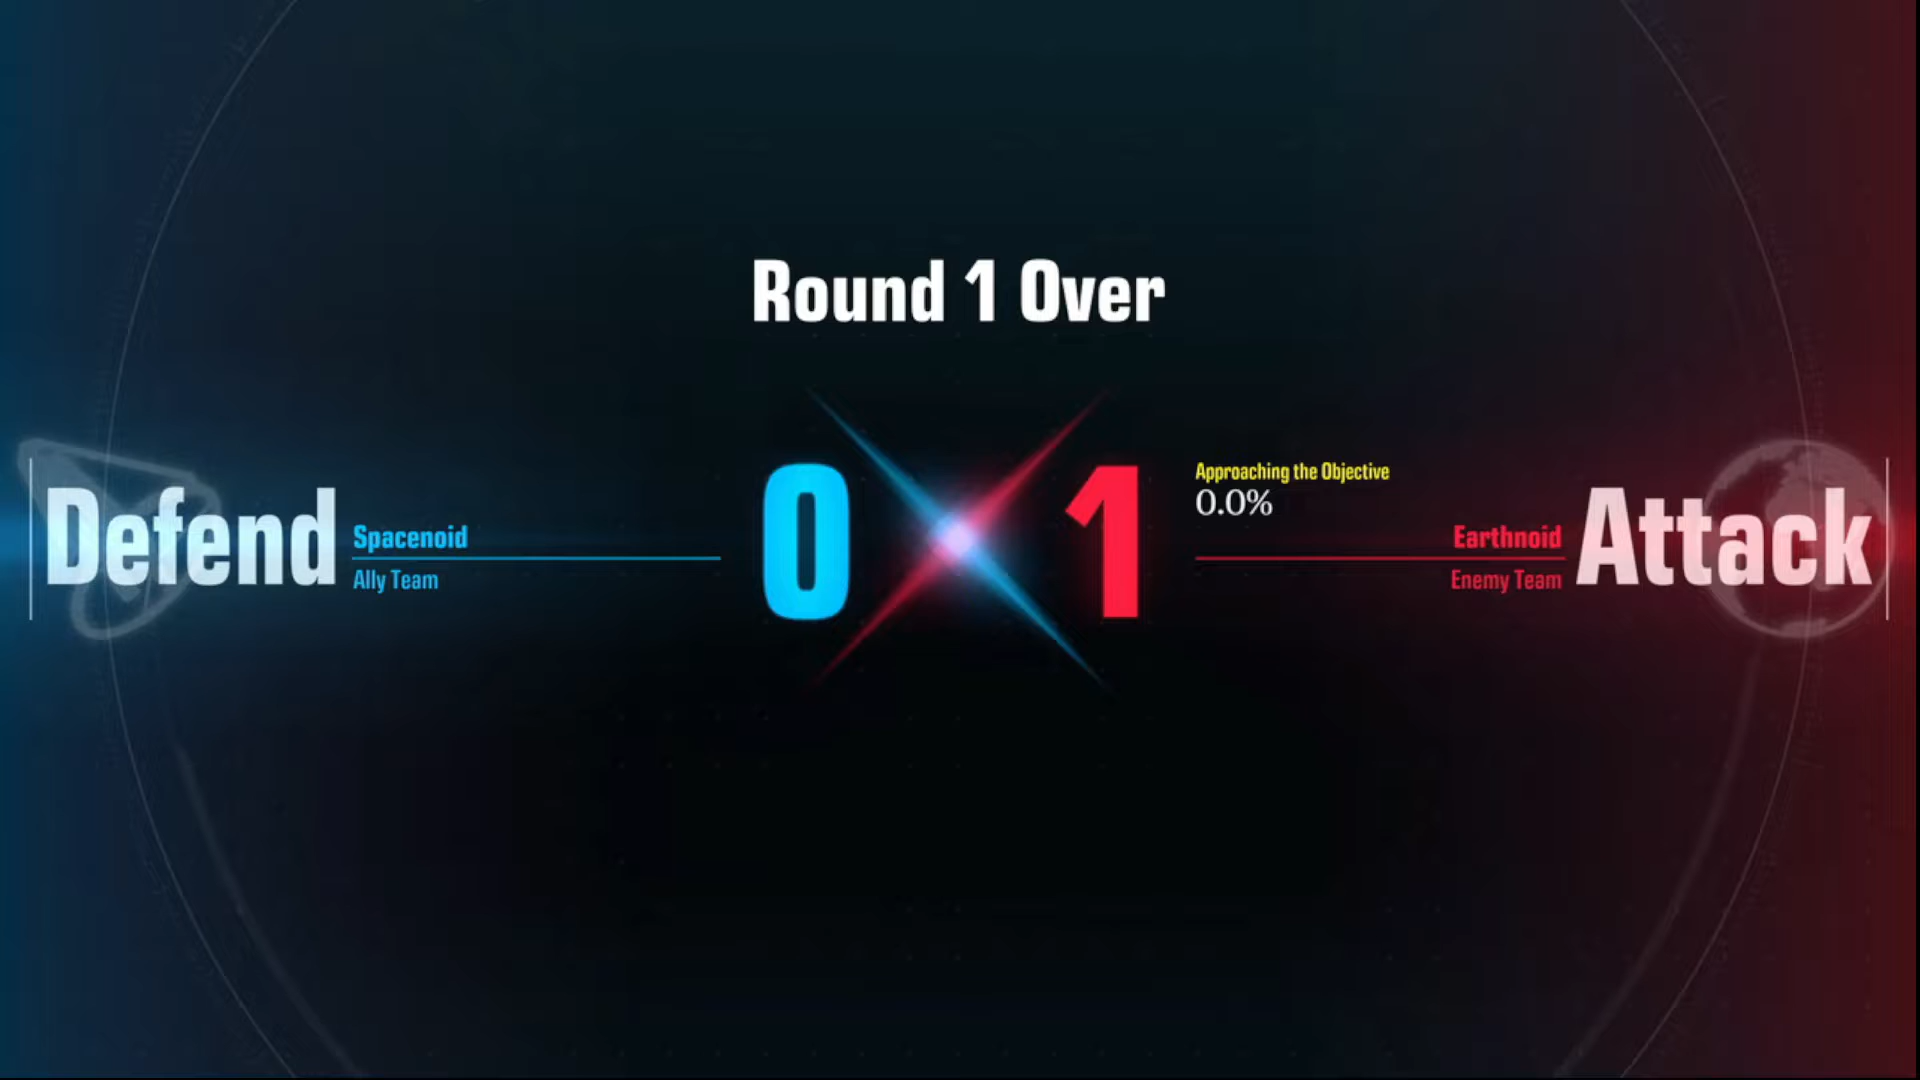 Round 1 Over
Defend
Spacenoid
Ally Team
0
1
Approaching the Objective
0.0%
Earthnoid
Enemy Team
Attack